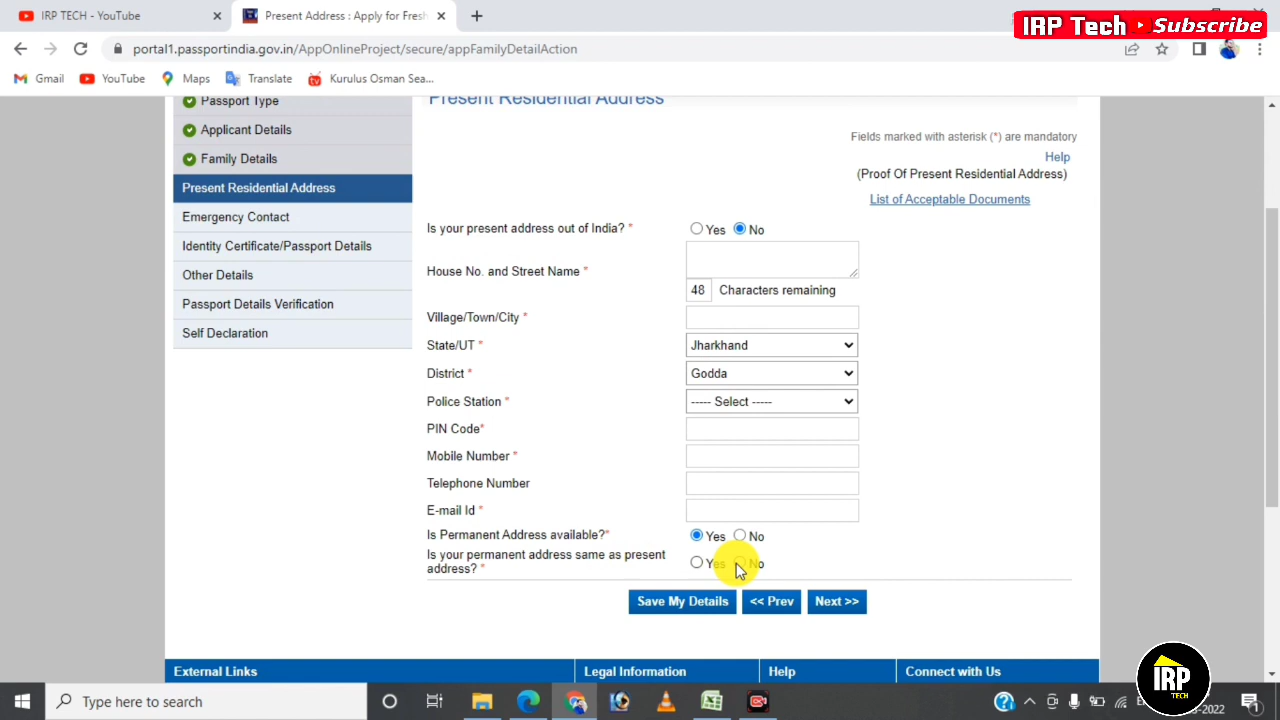 IRP TECH - YouTube
Present Address : Apply for Fresh
IRP Tech Subscribe
portal1.passportindia.gov.in/AppOnlineProject/secure/appFamilyDetailAction
Gmail YouTube Maps Translate Kurulus Osman Sea...
Passport Type
Applicant Details
Family Details
Present Residential Address
Emergency Contact
Identity Certificate/Passport Details
Other Details
Passport Details Verification
Self Declaration
Present Residential Address
Fields marked with asterisk (*) are mandatory
Help
(Proof Of Present Residential Address)
List of Acceptable Documents
Is your present address out of India? * Yes No
House No. and Street Name *
48 Characters remaining
Village/Town/City *
State/UT * Jharkhand
District * Godda
Police Station * ----- Select -----
PIN Code*
Mobile Number *
Telephone Number
E-mail Id *
Is Permanent Address available?* Yes No
Is your permanent address same as present
address? * Yes No
Save My Details << Prev Next >>
External Links Legal Information Help Connect with Us
IRP
TECH
Type here to search